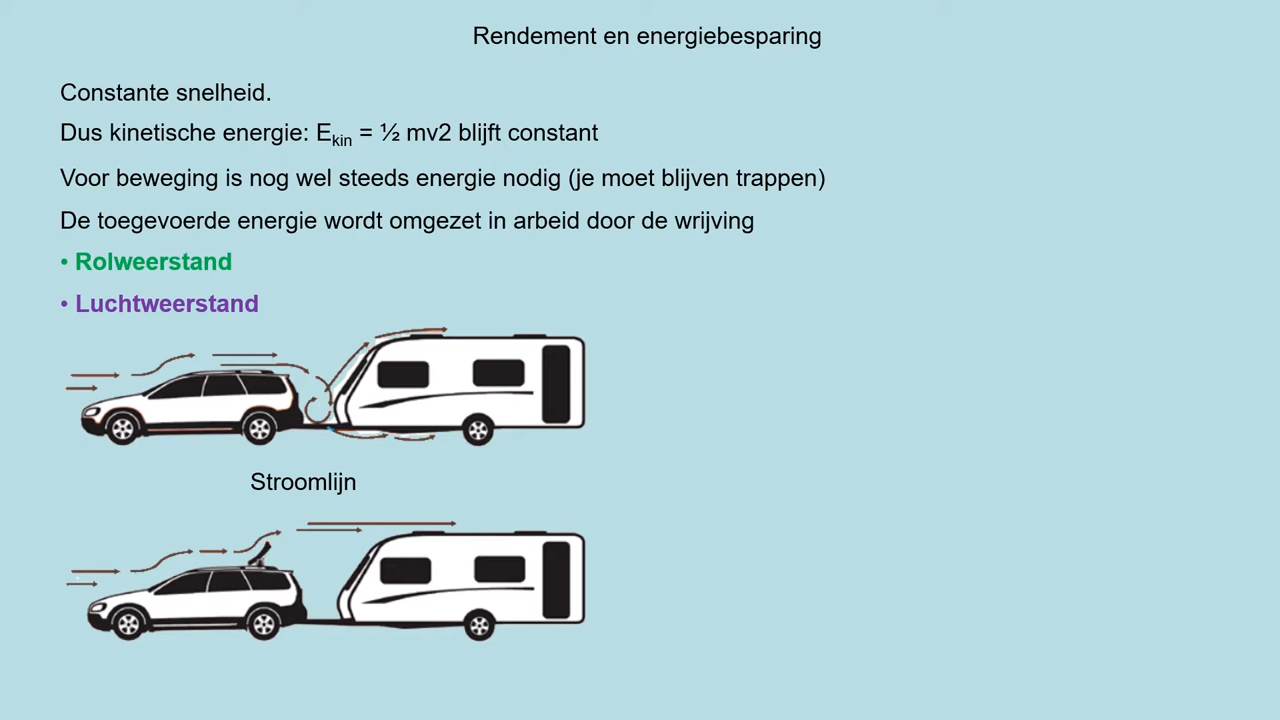 Rendement en energiebesparing
Constante snelheid.
Dus kinetische energie: Ekin = ½ mv2 blijft constant
Voor beweging is nog wel steeds energie nodig (je moet blijven trappen)
De toegevoerde energie wordt omgezet in arbeid door de wrijving
• Rolweerstand
• Luchtweerstand
Stroomlijn